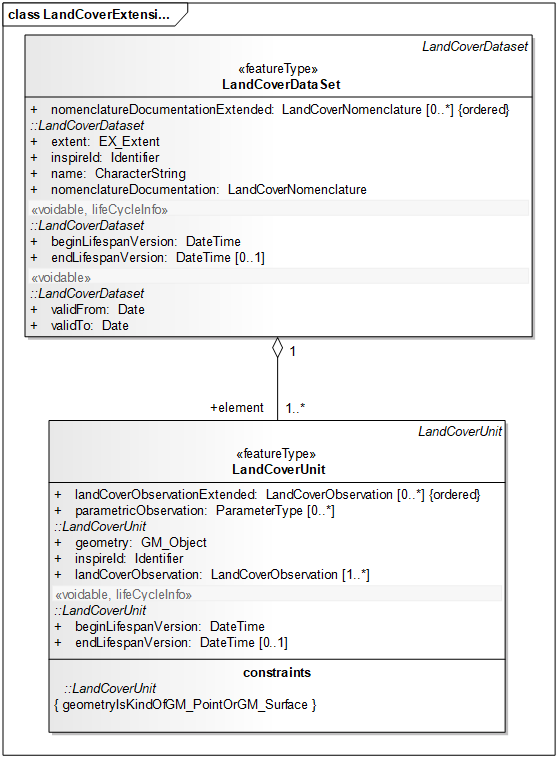 class LandCoverExtensi...
LandCoverDataset
«featureType»
LandCoverDataSet
+ nomenclatureDocumentationExtended: LandCoverNomenclature [0..*] {ordered}
::LandCoverDataset
+ extent: EX_Extent
+ inspireId: Identifier
+ name: CharacterString
+ nomenclatureDocumentation: LandCoverNomenclature
«voidable, lifeCycleInfo»
::LandCoverDataset
+ beginLifespanVersion: DateTime
+ endLifespanVersion: DateTime [0..1]
«voidable»
::LandCoverDataset
+ validFrom: Date
+ validTo: Date
1
+element 1..*
LandCoverUnit
«featureType»
LandCoverUnit
+ landCoverObservationExtended: LandCoverObservation [0..*] {ordered}
+ parametricObservation: ParameterType [0..*]
::LandCoverUnit
+ geometry: GM_Object
+ inspireId: Identifier
+ landCoverObservation: LandCoverObservation [1..*]
«voidable, lifeCycleInfo»
::LandCoverUnit
+ beginLifespanVersion: DateTime
+ endLifespanVersion: DateTime [0..1]
constraints
::LandCoverUnit
{ geometryIsKindOfGM_PointOrGM_Surface }